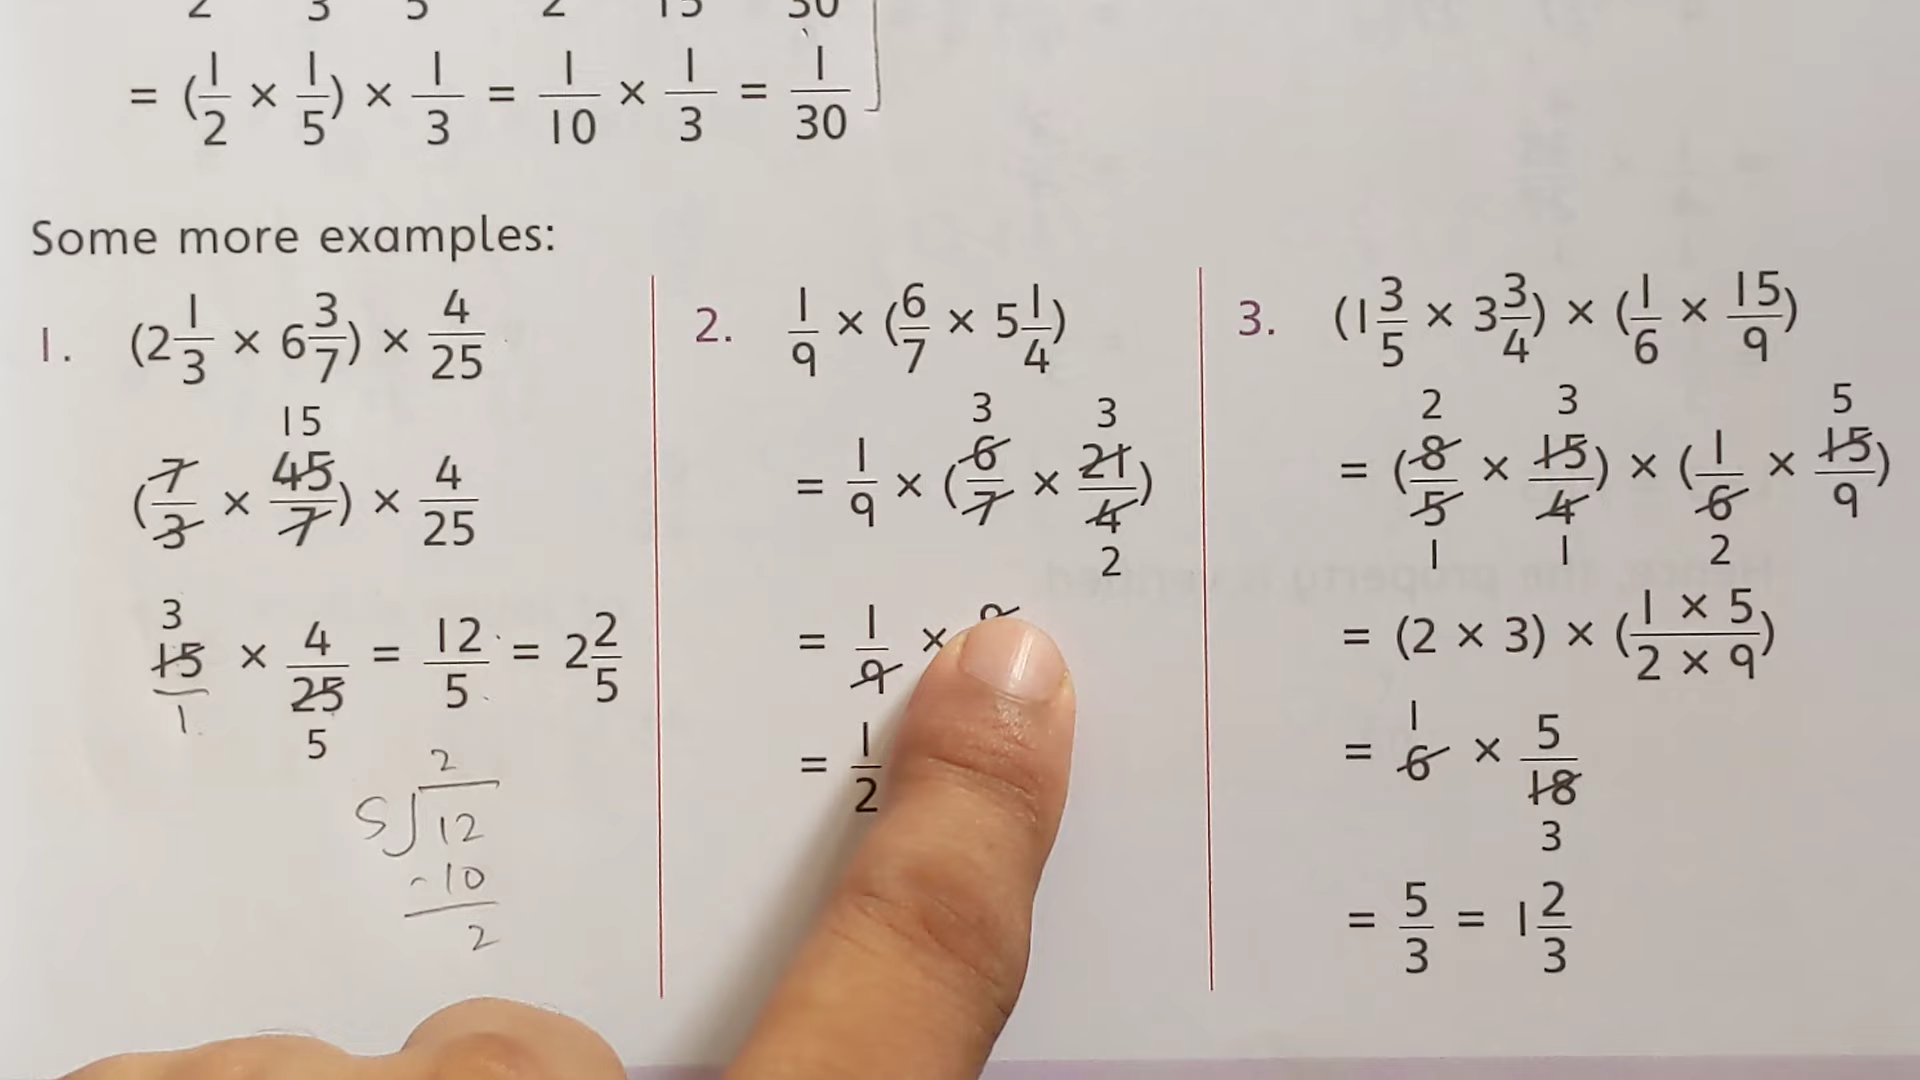 = (1/2 × 1/5) × 1/3 = 1/10 × 1/3 = 1/30
Some more examples:
1. (2 1/3 × 6 3/7) × 4/25
15
(7/3 × 45/7) × 4/25
3
15/1 × 4/25 = 12/5 = 2 2/5
5
2
5 12
-10
2
2. 1/9 × (6/7 × 5 1/4)
3 3
= 1/9 × (6/7 × 21/4)
2
= 1/9 ×
= 1/2
3. (1 3/5 × 3 3/4) × (1/6 × 15/9)
2 3 5
= (8/5 × 15/4) × (1/6 × 15/9)
1 1 2
= (2 × 3) × (1 × 5/2 × 9)
1
= 6 × 5/18
3
= 5/3 = 1 2/3